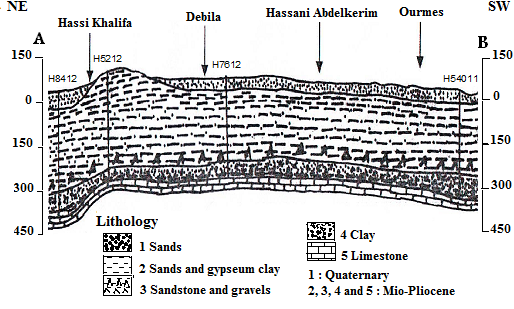 NE SW
Hassi Khalifa Debila Hassani Abdelkerim Ourmes
A B
150 150
H8412 H5212 H7612 H54011
0 0
150 150
300 300
450 450
Lithology
1 Sands
2 Sands and gypseum clay
3 Sandstone and gravels
4 Clay
5 Limestone
1 : Quaternary
2, 3, 4 and 5 : Mio-Pliocene